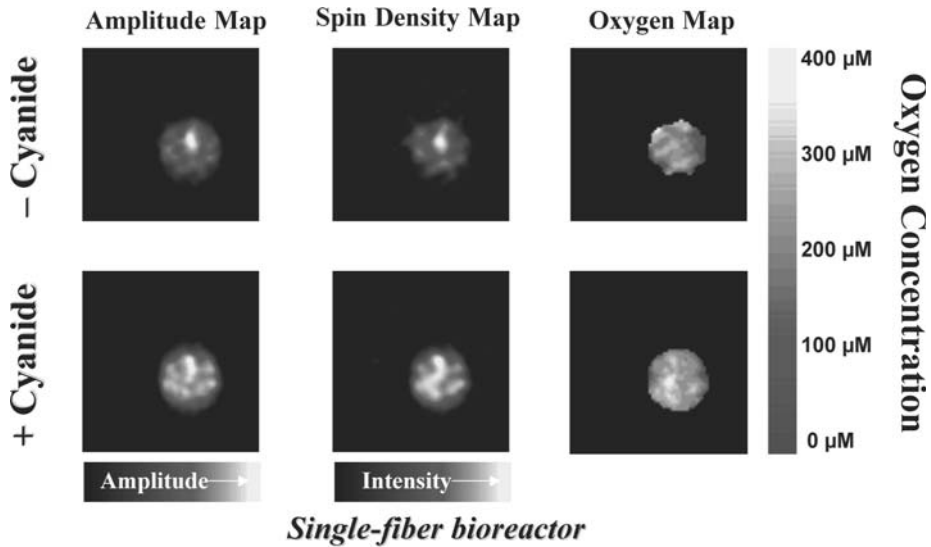 Amplitude Map
Spin Density Map
Oxygen Map
– Cyanide
+ Cyanide
400 µM
300 µM
200 µM
100 µM
0 µM
Oxygen Concentration
Amplitude
Intensity
Single-fiber bioreactor